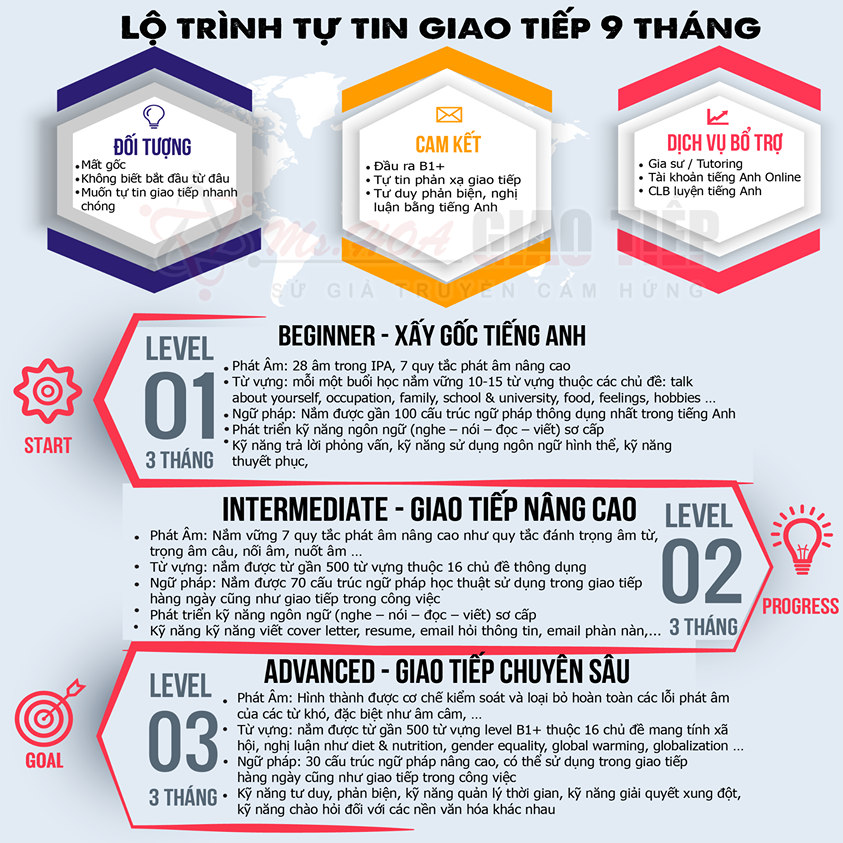 LỘ TRÌNH TỰ TIN GIAO TIẾP 9 THÁNG
ĐỐI TƯỢNG
•Mất gốc
•Không biết bắt đầu từ đâu
•Muốn tự tin giao tiếp nhanh
chóng
CAM KẾT
• Đầu ra B1+
• Tự tin phản xạ giao tiếp
• Tư duy phản biện, nghị
luận bằng tiếng Anh
DỊCH VỤ BỔ TRỢ
• Gia sư / Tutoring
• Tài khoản tiếng Anh Online
• CLB luyện tiếng Anh
Ms.HOA GIAO TIẾP
SỨ GIẢ TRUYỀN CẢM HỨNG
START
LEVEL
01
3 THÁNG
BEGINNER - XẤY GỐC TIẾNG ANH
• Phát Âm: 28 âm trong IPA, 7 quy tắc phát âm nâng cao
• Từ vựng: mỗi một buổi học nắm vững 10-15 từ vựng thuộc các chủ đề: talk
about yourself, occupation, family, school & university, food, feelings, hobbies ...
• Ngữ pháp: Nắm được gần 100 cấu trúc ngữ pháp thông dụng nhất trong tiếng Anh
•Phát triển kỹ năng ngôn ngữ (nghe – nói – đọc – viết) sơ cấp
•Kỹ năng trả lời phỏng vấn, kỹ năng sử dụng ngôn ngữ hình thể, kỹ năng
thuyết phục,
INTERMEDIATE - GIAO TIẾP NÂNG CAO
• Phát Âm: Nắm vững 7 quy tắc phát âm nâng cao như quy tắc đánh trọng âm từ,
trọng âm câu, nối âm, nuốt âm ...
• Từ vựng: nắm được từ gần 500 từ vựng thuộc 16 chủ đề thông dụng
• Ngữ pháp: Nắm được 70 cấu trúc ngữ pháp học thuật sử dụng trong giao tiếp
hàng ngày cũng như giao tiếp trong công việc
• Phát triển kỹ năng ngôn ngữ (nghe – nói – đọc – viết) sơ cấp
• Kỹ năng kỹ năng viết cover letter, resume, email hỏi thông tin, email phàn nàn,...
LEVEL
02
3 THÁNG
PROGRESS
GOAL
LEVEL
03
3 THÁNG
ADVANCED - GIAO TIẾP CHUYÊN SÂU
• Phát Âm: Hình thành được cơ chế kiểm soát và loại bỏ hoàn toàn các lỗi phát âm
của các từ khó, đặc biệt như âm câm, ...
• Từ vựng: nắm được từ gần 500 từ vựng level B1+ thuộc 16 chủ đề mang tính xã
hội, nghị luận như diet & nutrition, gender equality, global warming, globalization ...
• Ngữ pháp: 30 cấu trúc ngữ pháp nâng cao, có thể sử dụng trong giao tiếp
hàng ngày cũng như giao tiếp trong công việc
• Kỹ năng tư duy, phản biện, kỹ năng quản lý thời gian, kỹ năng giải quyết xung đột,
kỹ năng chào hỏi đối với các nền văn hóa khác nhau